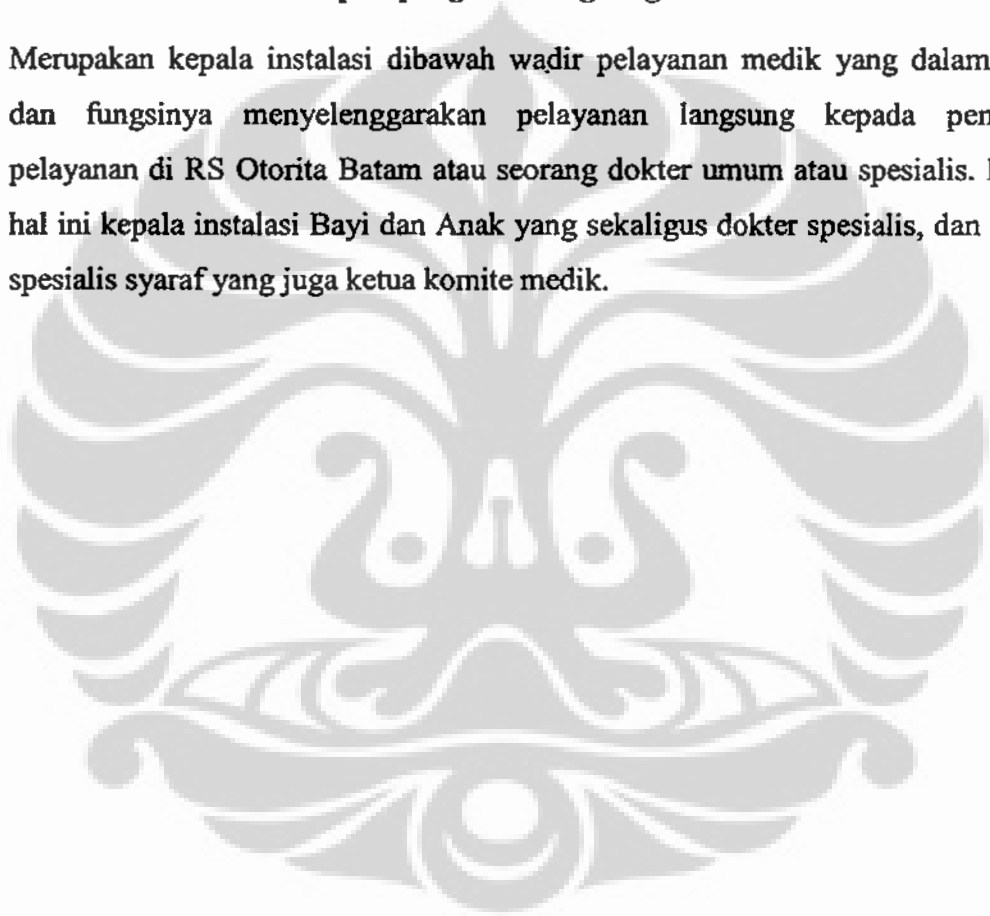 Merupakan kepala instalasi dibawah wadir pelayanan medik yang dalam
dan fungsinya menyelenggarakan pelayanan langsung kepada pen
pelayanan di RS Otorita Batam atau seorang dokter umum atau spesialis.
hal ini kepala instalasi Bayi dan Anak yang sekaligus dokter spesialis, dan
spesialis syaraf yang juga ketua komite medik.